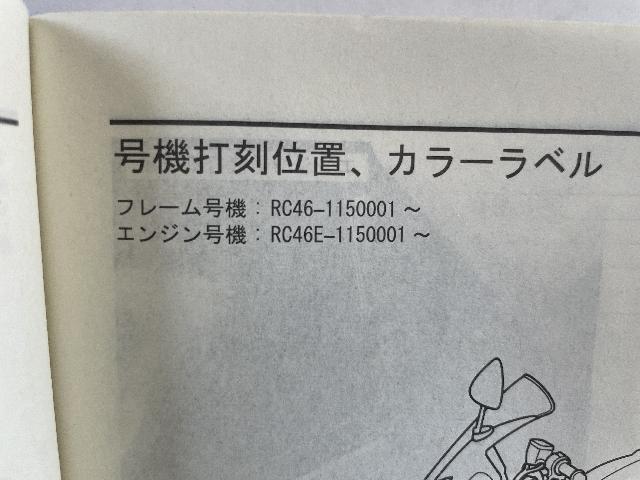 号機打刻位置、カラーラベル
フレーム号機：RC46−1150001～
エンジン号機：RC46E−1150001～